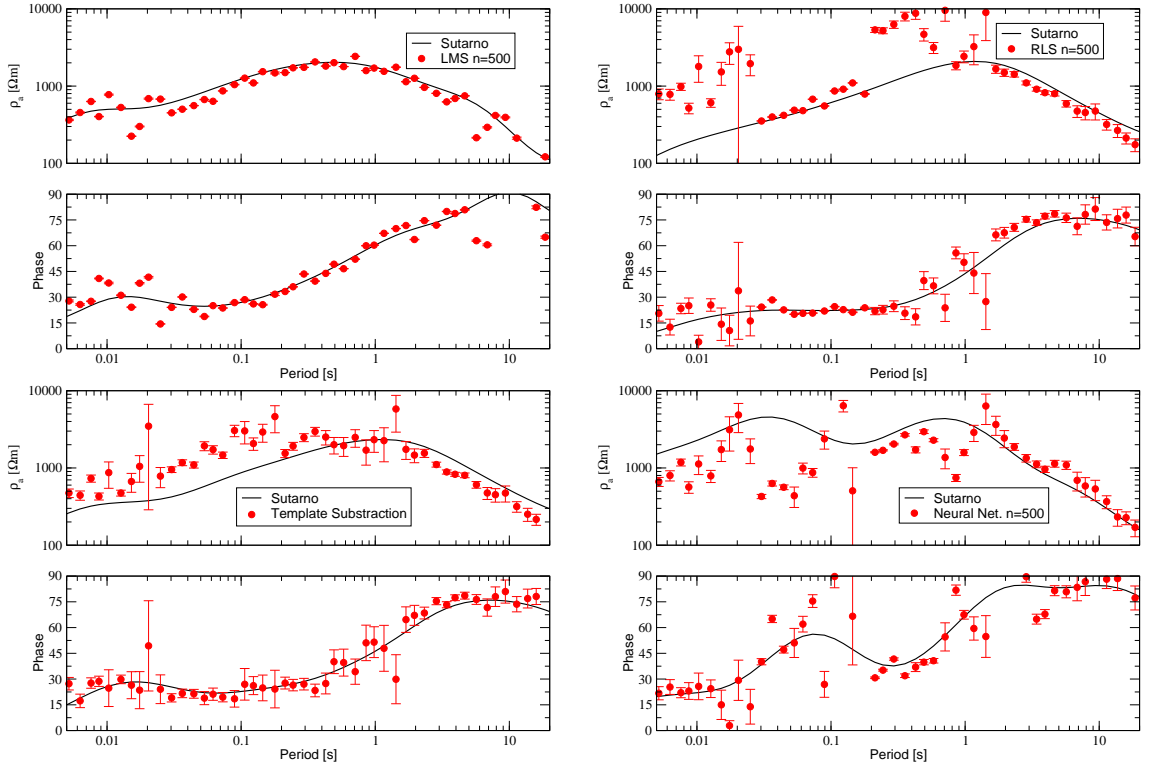 10000
1000
100
ρa [Ωm]
Sutarno
LMS n=500
90
75
60
45
30
15
0
Phase
0.01
0.1
1
10
Period [s]
10000
1000
100
ρa [Ωm]
Sutarno
RLS n=500
90
75
60
45
30
15
0
Phase
0.01
0.1
1
10
Period [s]
10000
1000
100
ρa [Ωm]
Sutarno
Template Substraction
90
75
60
45
30
15
0
Phase
0.01
0.1
1
10
Period [s]
10000
1000
100
ρa [Ωm]
Sutarno
Neural Net. n=500
90
75
60
45
30
15
0
Phase
0.01
0.1
1
10
Period [s]